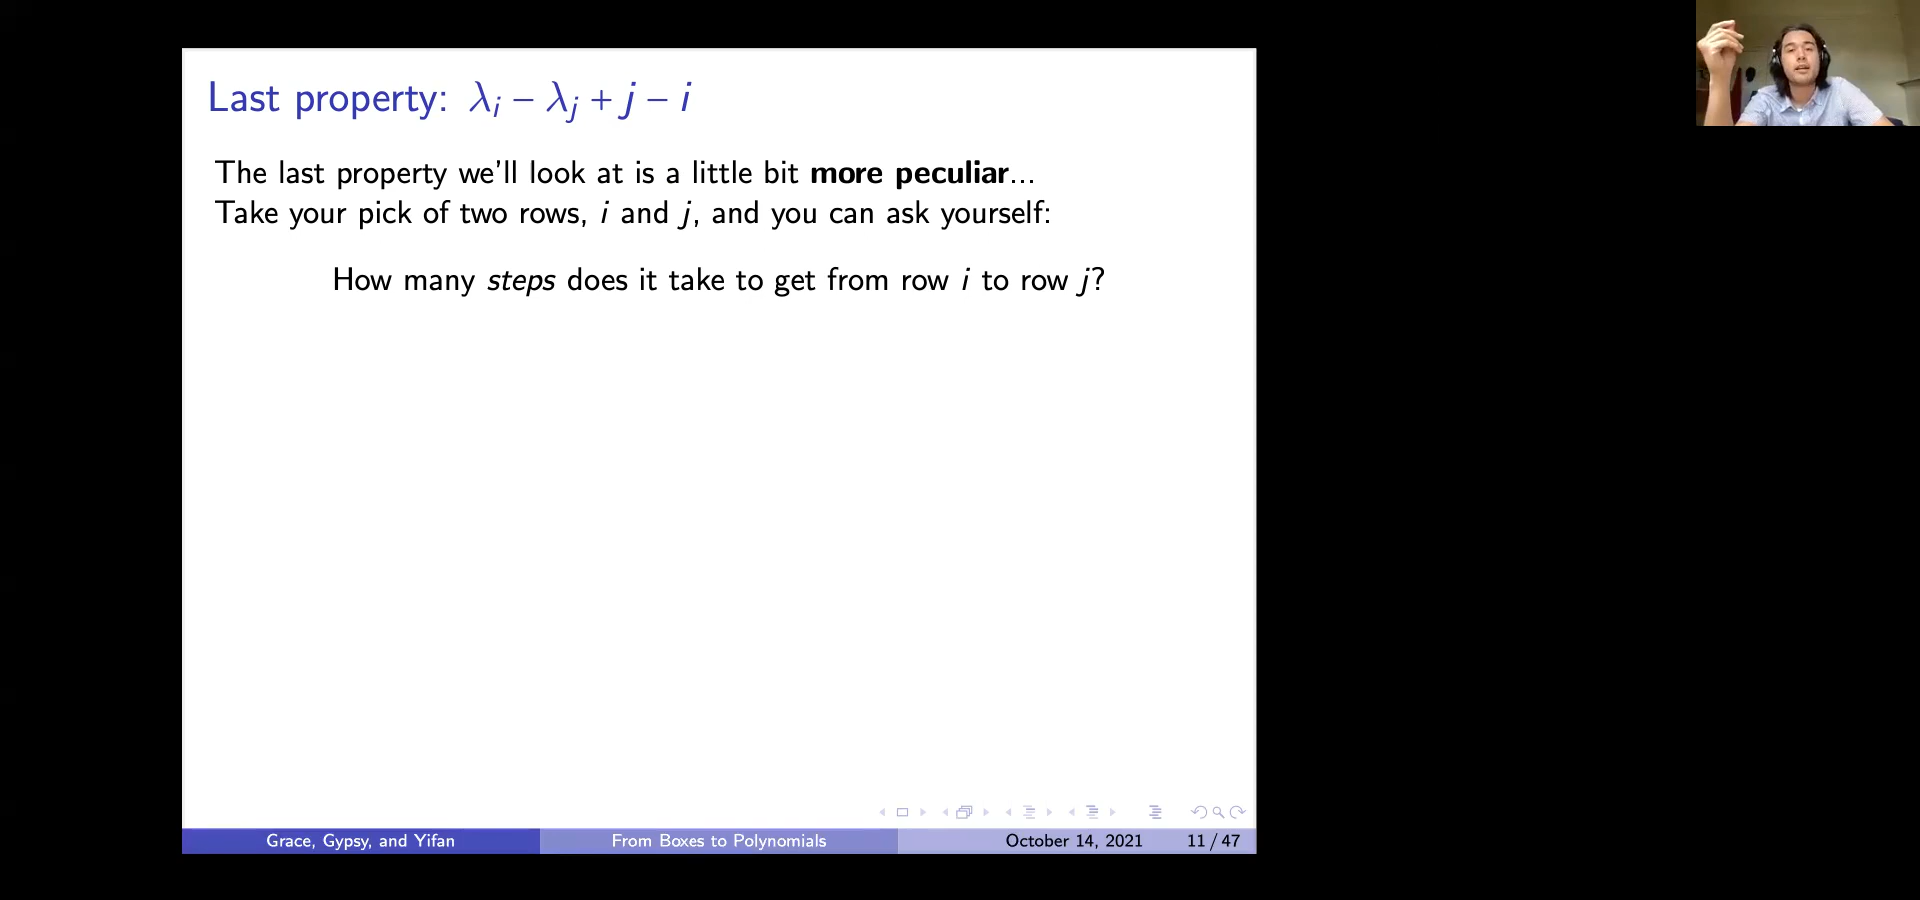 Last property: λᵢ − λⱼ + j − i
The last property we'll look at is a little bit more peculiar...
Take your pick of two rows, i and j, and you can ask yourself:
How many steps does it take to get from row i to row j?
Grace, Gypsy, and Yifan From Boxes to Polynomials October 14, 2021 11 / 47